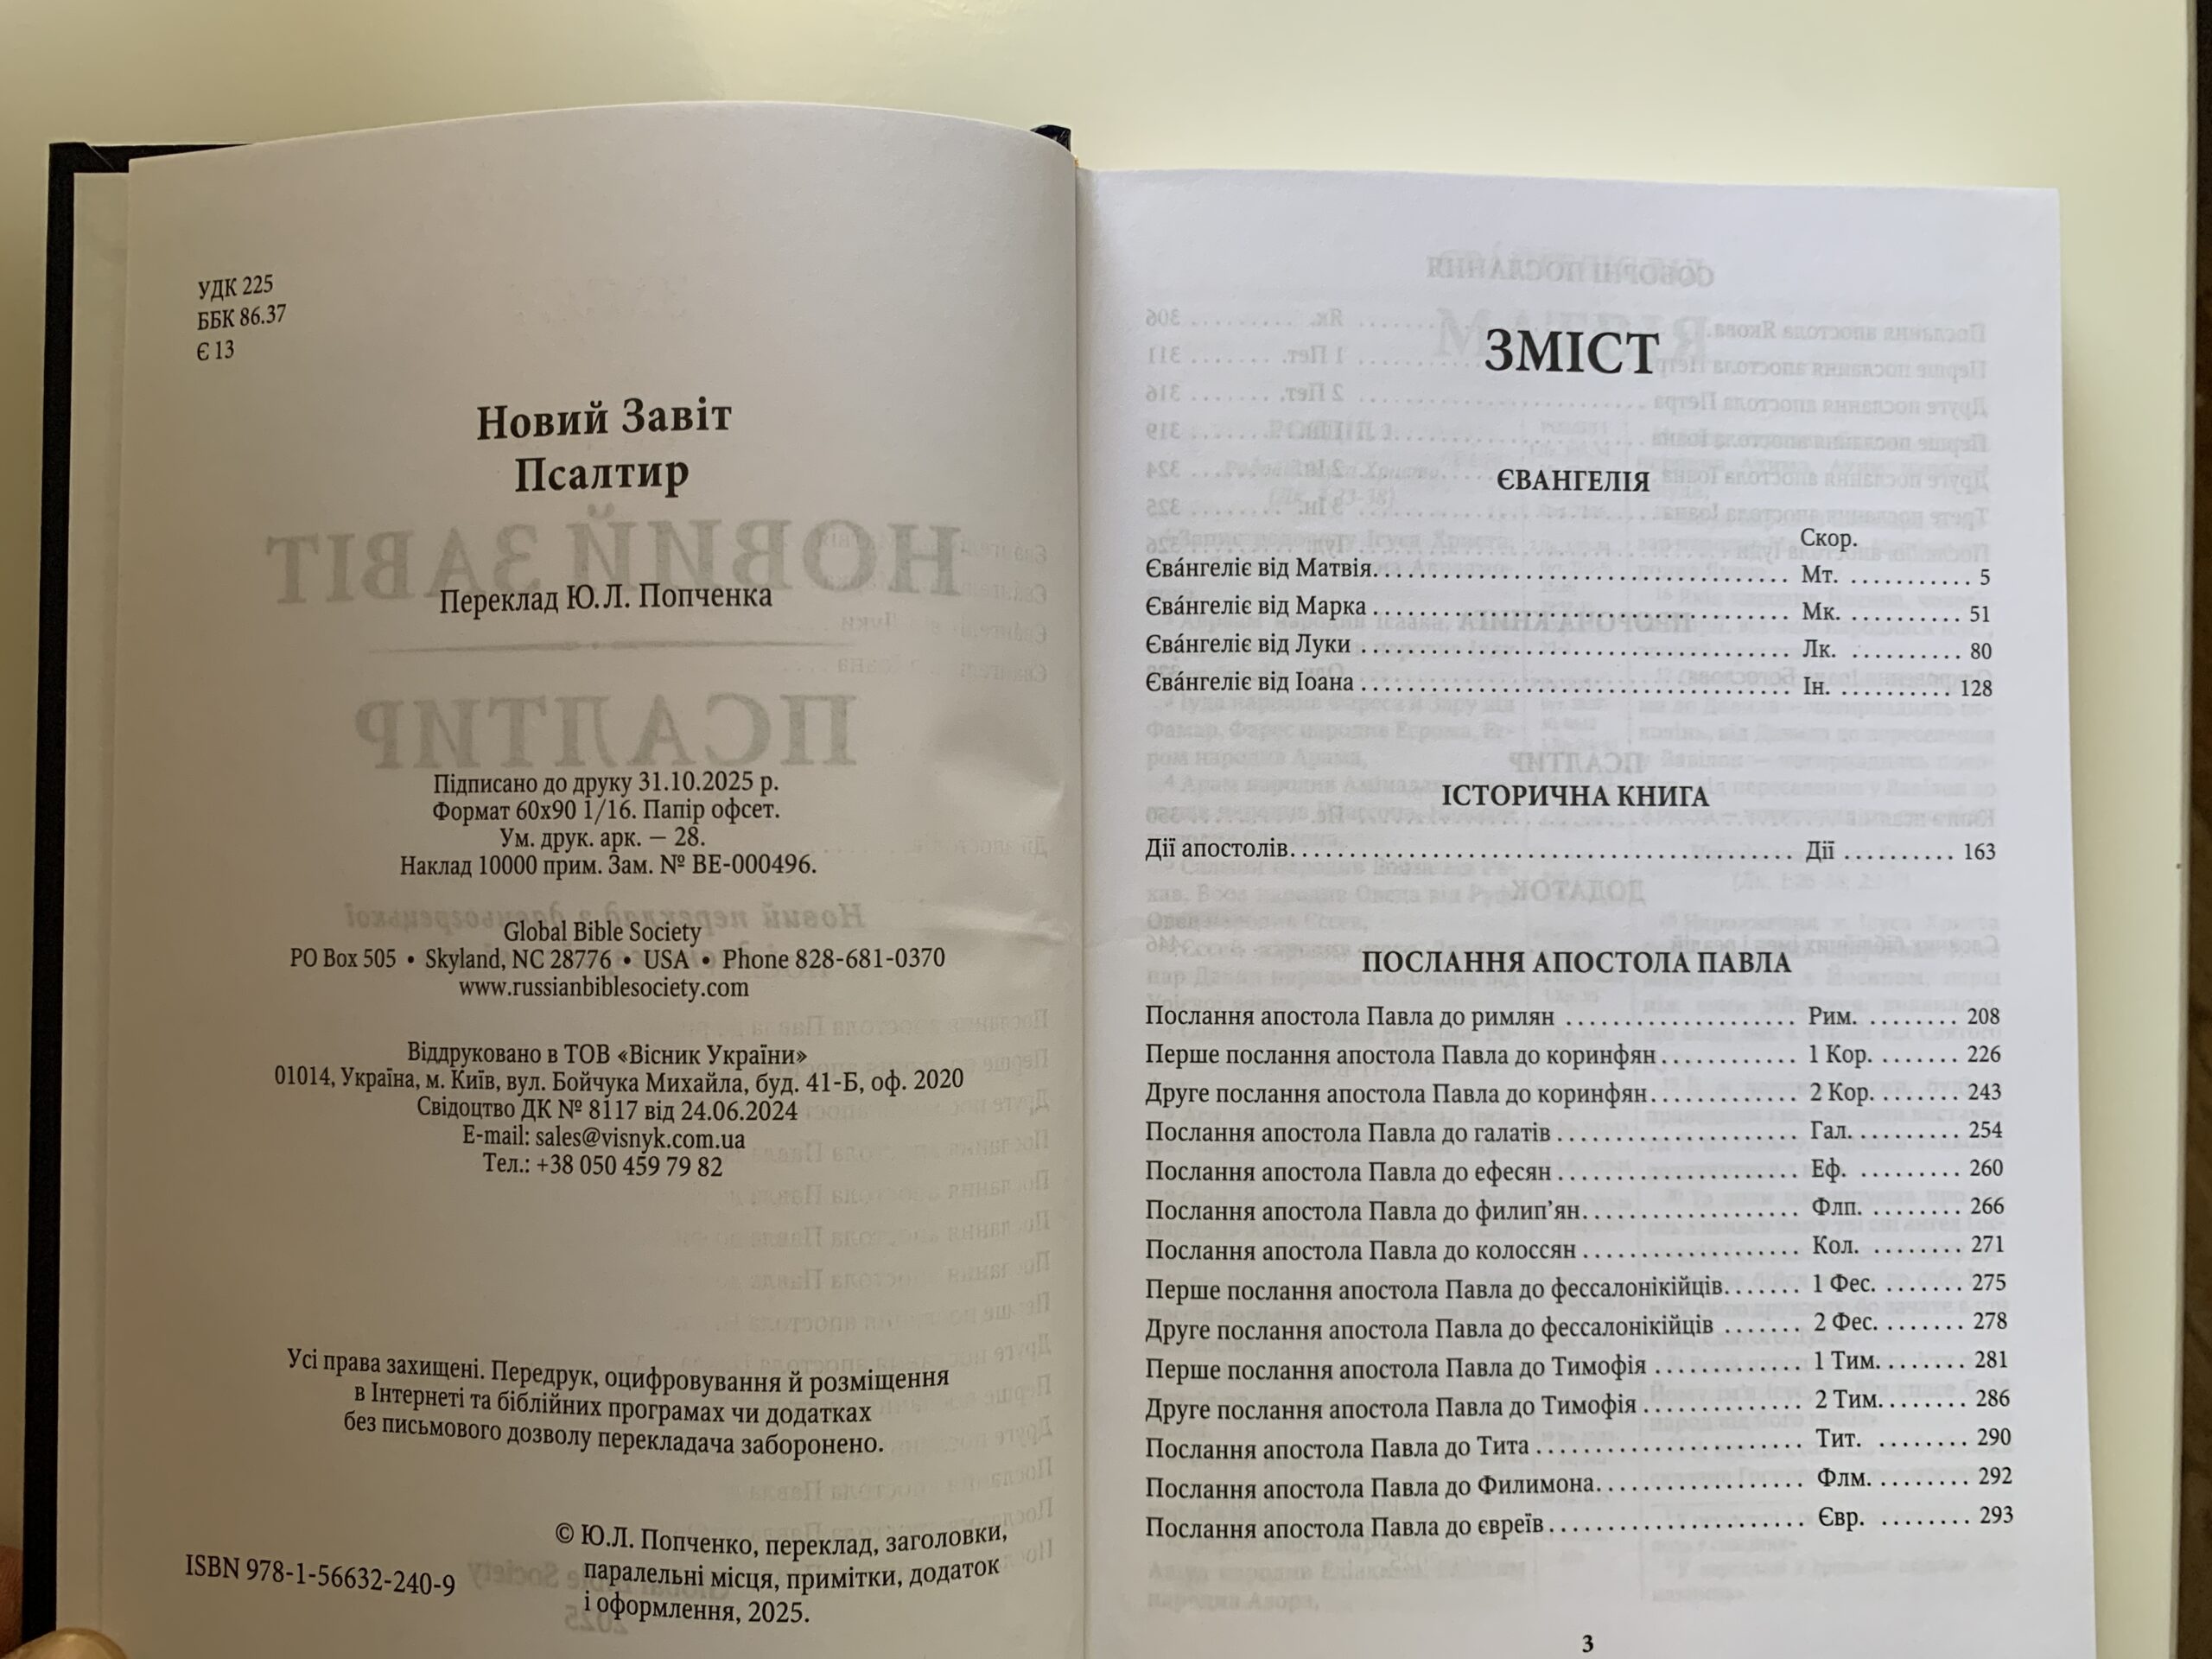 УДК 225
ББК 86.37
Є 13
Новий Завіт
Псалтир
Переклад Ю.Л. Попченка
Підписано до друку 31.10.2025 р.
Формат 60х90 1/16. Папір офсет.
Ум. друк. арк. — 28.
Наклад 10000 прим. Зам. № ВЕ-000496.
Global Bible Society
PO Box 505 • Skyland, NC 28776 • USA • Phone 828-681-0370
www.russianbiblesociety.com
Віддруковано в ТОВ «Вісник України»
01014, Україна, м. Київ, вул. Бойчука Михайла, буд. 41-Б, оф. 2020
Свідоцтво ДК № 8117 від 24.06.2024
E-mail: sales@visnyk.com.ua
Тел.: +38 050 459 79 82
Усі права захищені. Передрук, оцифровування й розміщення
в Інтернеті та біблійних програмах чи додатках
без письмового дозволу перекладача заборонено.
ISBN 978-1-56632-240-9
© Ю.Л. Попченко, переклад, заголовки,
паралельні місця, примітки, додаток
і оформлення, 2025.
ЗМІСТ
ЄВАНГЕЛІЯ
Скор.
Єва́нгеліє від Матвія. . . . . . . . . . Мт. . . . . . . . . . . . 5
Єва́нгеліє від Марка . . . . . . . . . . Мк. . . . . . . . . . . . 51
Єва́нгеліє від Луки . . . . . . . . . . Лк. . . . . . . . . . . 80
Єва́нгеліє від Іоана . . . . . . . . . . Ін. . . . . . . . . . . 128
ІСТОРИЧНА КНИГА
Дії апостолів. . . . . . . . . . Дії . . . . . . . . . . 163
ПОСЛАННЯ АПОСТОЛА ПАВЛА
Послання апостола Павла до римлян . . . . . . . . . . Рим. . . . . . . . . 208
Перше послання апостола Павла до коринфян. . . . . . . . . . 1 Кор. . . . . . . . 226
Друге послання апостола Павла до коринфян. . . . . . . . . . 2 Кор. . . . . . . . 243
Послання апостола Павла до галатів . . . . . . . . . . Гал. . . . . . . . . . 254
Послання апостола Павла до ефесян . . . . . . . . . . Еф. . . . . . . . . . 260
Послання апостола Павла до филип’ян. . . . . . . . . . Флп. . . . . . . . . 266
Послання апостола Павла до колоссян . . . . . . . . . . Кол. . . . . . . . . 271
Перше послання апостола Павла до фессалонікійців. . . . . . . 1 Фес. . . . . . . . 275
Друге послання апостола Павла до фессалонікійців . . . . . . . 2 Фес. . . . . . . . 278
Перше послання апостола Павла до Тимофія . . . . . . . . . . 1 Тим. . . . . . . . 281
Друге послання апостола Павла до Тимофія . . . . . . . . . . 2 Тим. . . . . . . . 286
Послання апостола Павла до Тита . . . . . . . . . . Тит. . . . . . . . . 290
Послання апостола Павла до Филимона. . . . . . . . . . Флм. . . . . . . . . 292
Послання апостола Павла до євреїв . . . . . . . . . . Євр. . . . . . . . . 293
3